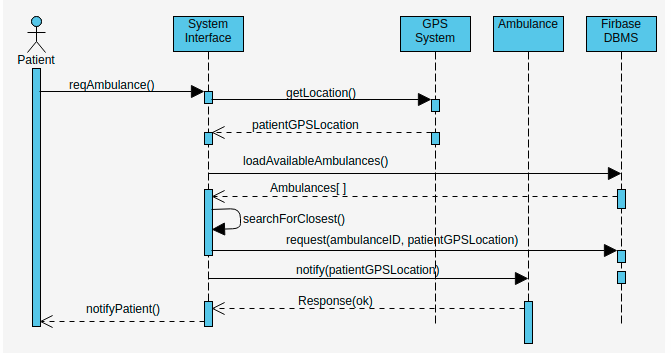 System
Interface
GPS
System
Ambulance
Firbase
DBMS
Patient
reqAmbulance()
getLocation()
patientGPSLocation
loadAvailableAmbulances()
Ambulances[ ]
searchForClosest()
request(ambulanceID, patientGPSLocation)
notify(patientGPSLocation)
Response(ok)
notifyPatient()